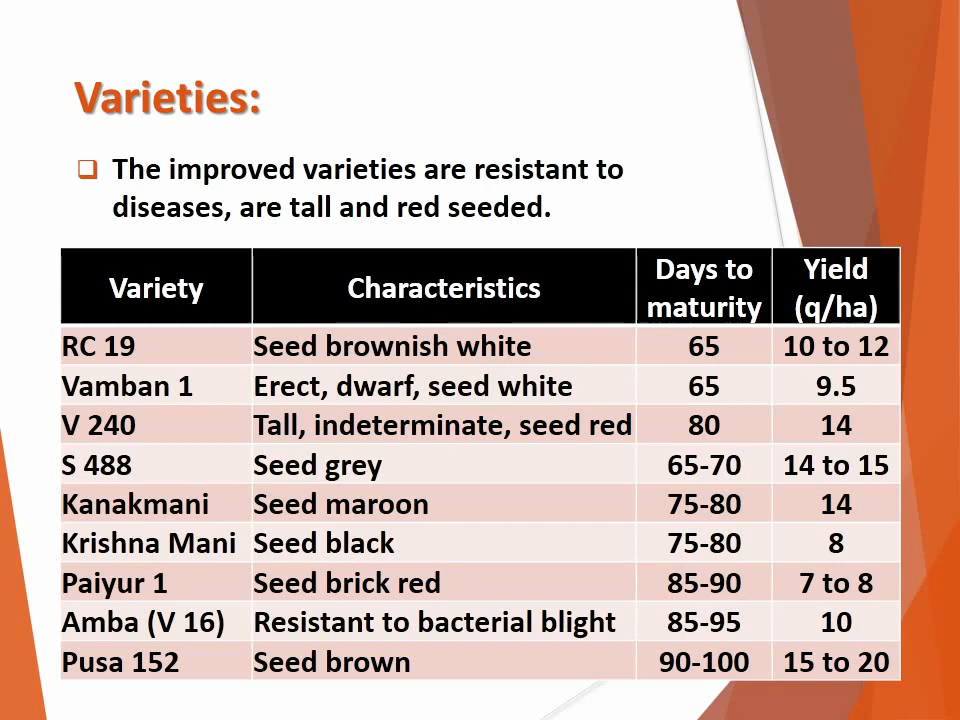 Varieties:
The improved varieties are resistant to
diseases, are tall and red seeded.
Variety Characteristics Days to maturity Yield (q/ha)
RC 19 Seed brownish white 65 10 to 12
Vamban 1 Erect, dwarf, seed white 65 9.5
V 240 Tall, indeterminate, seed red 80 14
S 488 Seed grey 65-70 14 to 15
Kanakmani Seed maroon 75-80 14
Krishna Mani Seed black 75-80 8
Paiyur 1 Seed brick red 85-90 7 to 8
Amba (V 16) Resistant to bacterial blight 85-95 10
Pusa 152 Seed brown 90-100 15 to 20